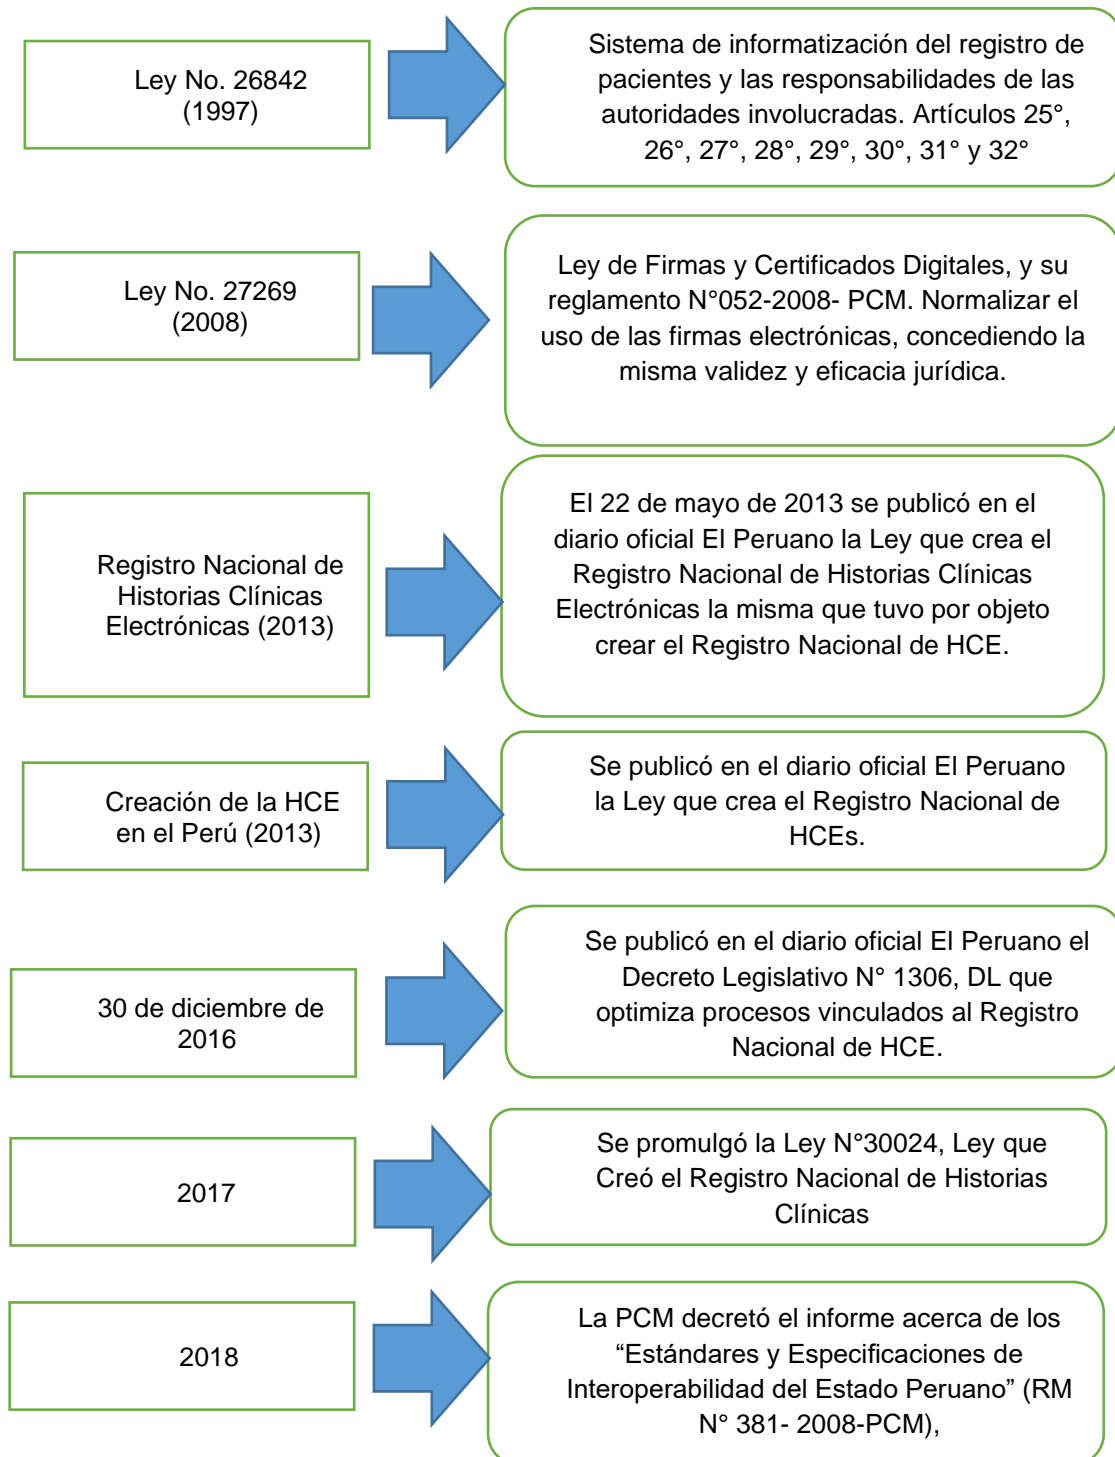 Ley No. 26842
(1997)
Sistema de informatización del registro de
pacientes y las responsabilidades de las
autoridades involucradas. Artículos 25°,
26°, 27°, 28°, 29°, 30°, 31° y 32°
Ley No. 27269
(2008)
Ley de Firmas y Certificados Digitales, y su
reglamento N°052-2008- PCM. Normalizar el
uso de las firmas electrónicas, concediendo la
misma validez y eficacia jurídica.
Registro Nacional de
Historias Clínicas
Electrónicas (2013)
El 22 de mayo de 2013 se publicó en el
diario oficial El Peruano la Ley que crea el
Registro Nacional de Historias Clínicas
Electrónicas la misma que tuvo por objeto
crear el Registro Nacional de HCE.
Creación de la HCE
en el Perú (2013)
Se publicó en el diario oficial El Peruano
la Ley que crea el Registro Nacional de
HCEs.
30 de diciembre de
2016
Se publicó en el diario oficial El Peruano el
Decreto Legislativo N° 1306, DL que
optimiza procesos vinculados al Registro
Nacional de HCE.
2017
Se promulgó la Ley N°30024, Ley que
Creó el Registro Nacional de Historias
Clínicas
2018
La PCM decretó el informe acerca de los
“Estándares y Especificaciones de
Interoperabilidad del Estado Peruano” (RM
N° 381- 2008-PCM),